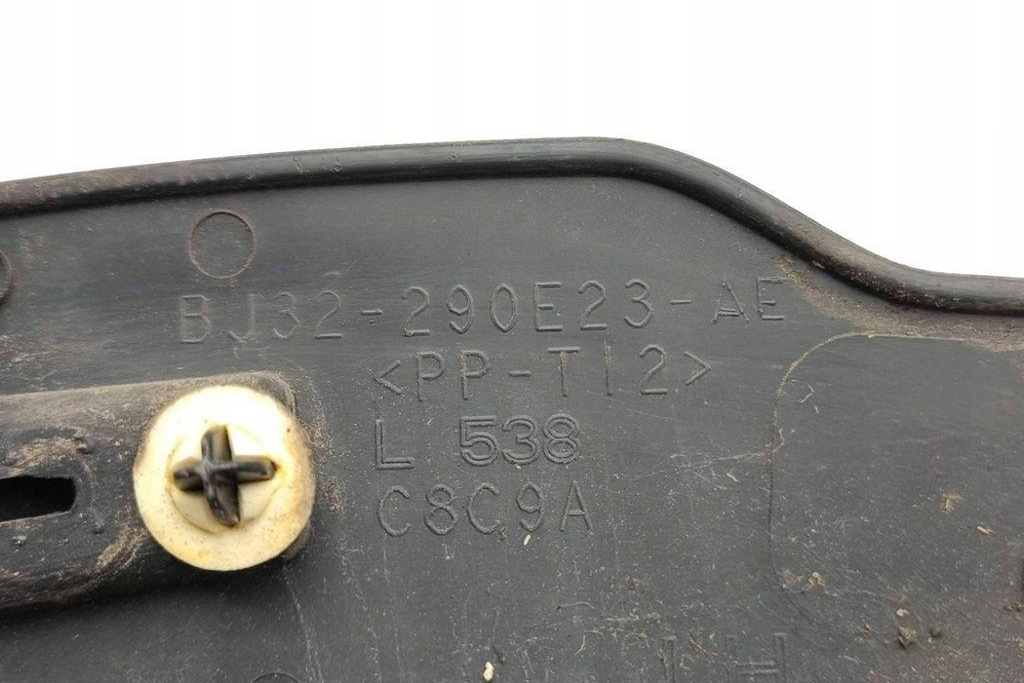 BJ32-290E23-AE
<PP-T12>
L 538
C8C9A